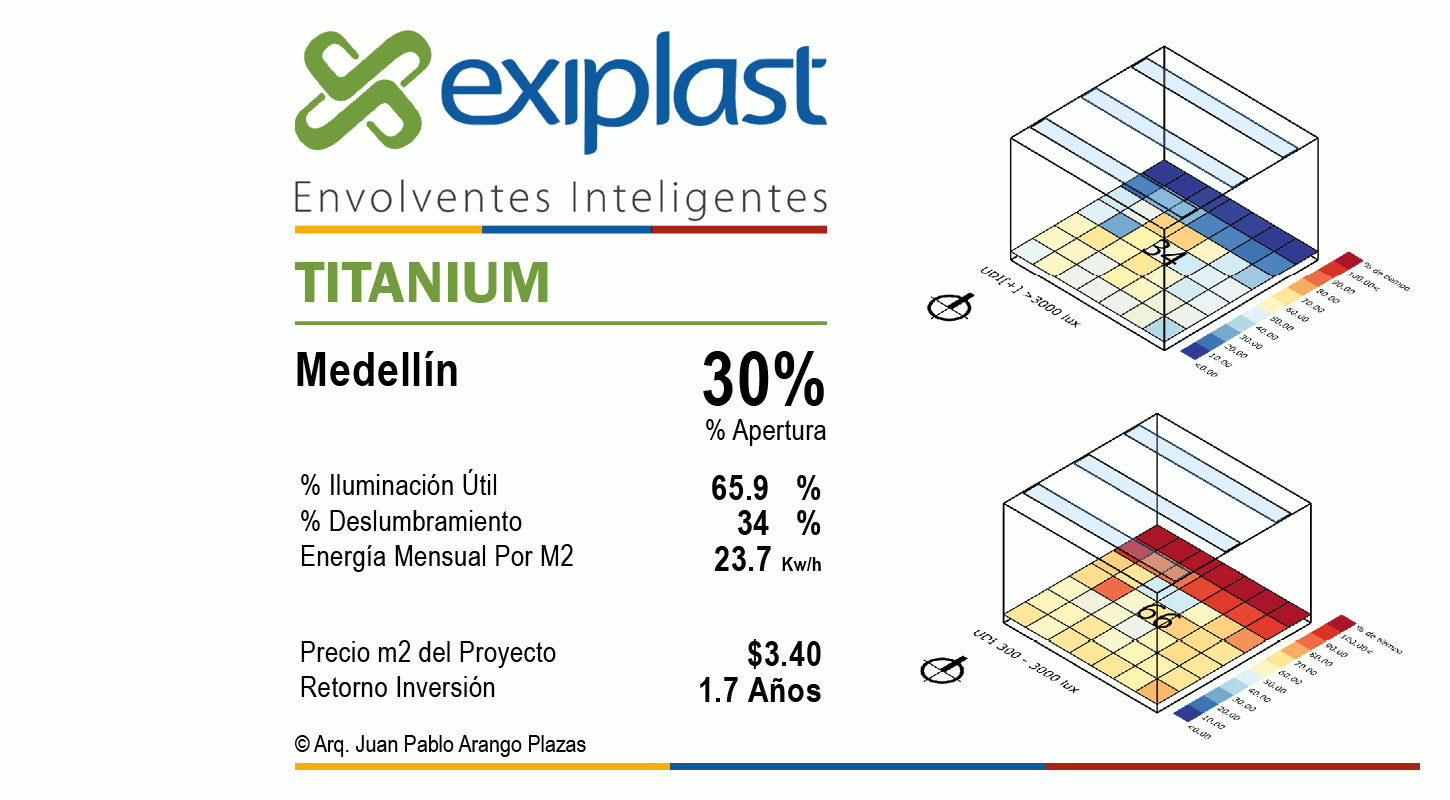 exiplast
Envolventes Inteligentes
TITANIUM
Medellín
30%
% Apertura
% Iluminación Útil 65.9 %
% Deslumbramiento 34 %
Energía Mensual Por M2 23.7 Kw/h
Precio m2 del Proyecto $3.40
Retorno Inversión 1.7 Años
© Arq. Juan Pablo Arango Plazas
34
UDI[+] >3000 lux
% de tiempo
100.00<
90.00
80.00
70.00
60.00
50.00
40.00
30.00
20.00
10.00
<0.00
66
UDI 300 - 3000 lux
% de tiempo
100.00<
90.00
80.00
70.00
60.00
50.00
40.00
30.00
20.00
10.00
<0.00